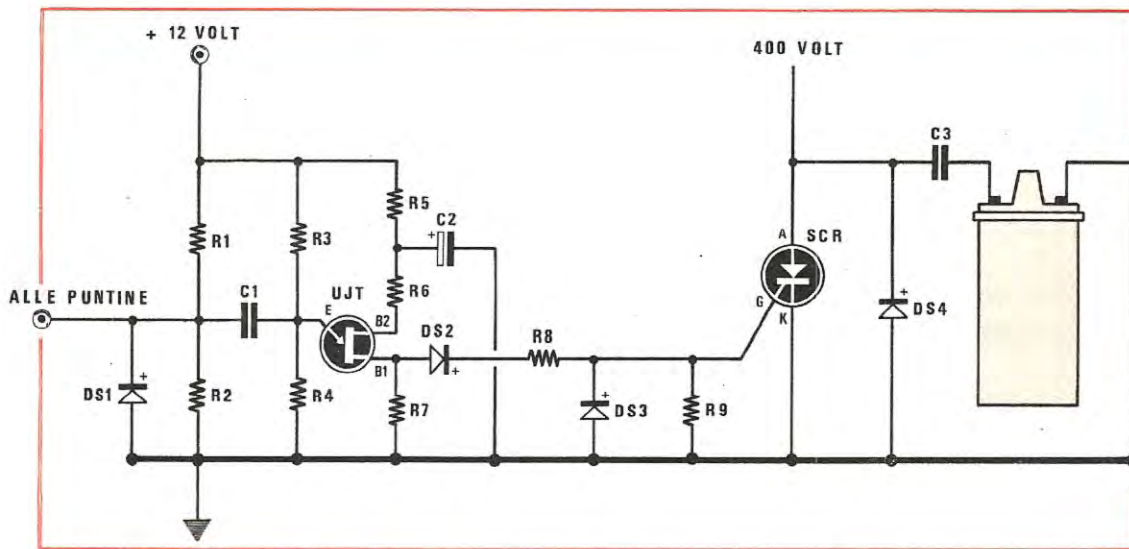 + 12 VOLT
400 VOLT
C3
R5
C2
+
R1
R3
A
SCR
ALLE PUNTINE
C1
UJT
R6
E
B2
DS2
G
K
+
DS4
B1
+
R8
+
DS1
R2
R4
R7
+
DS3
R9